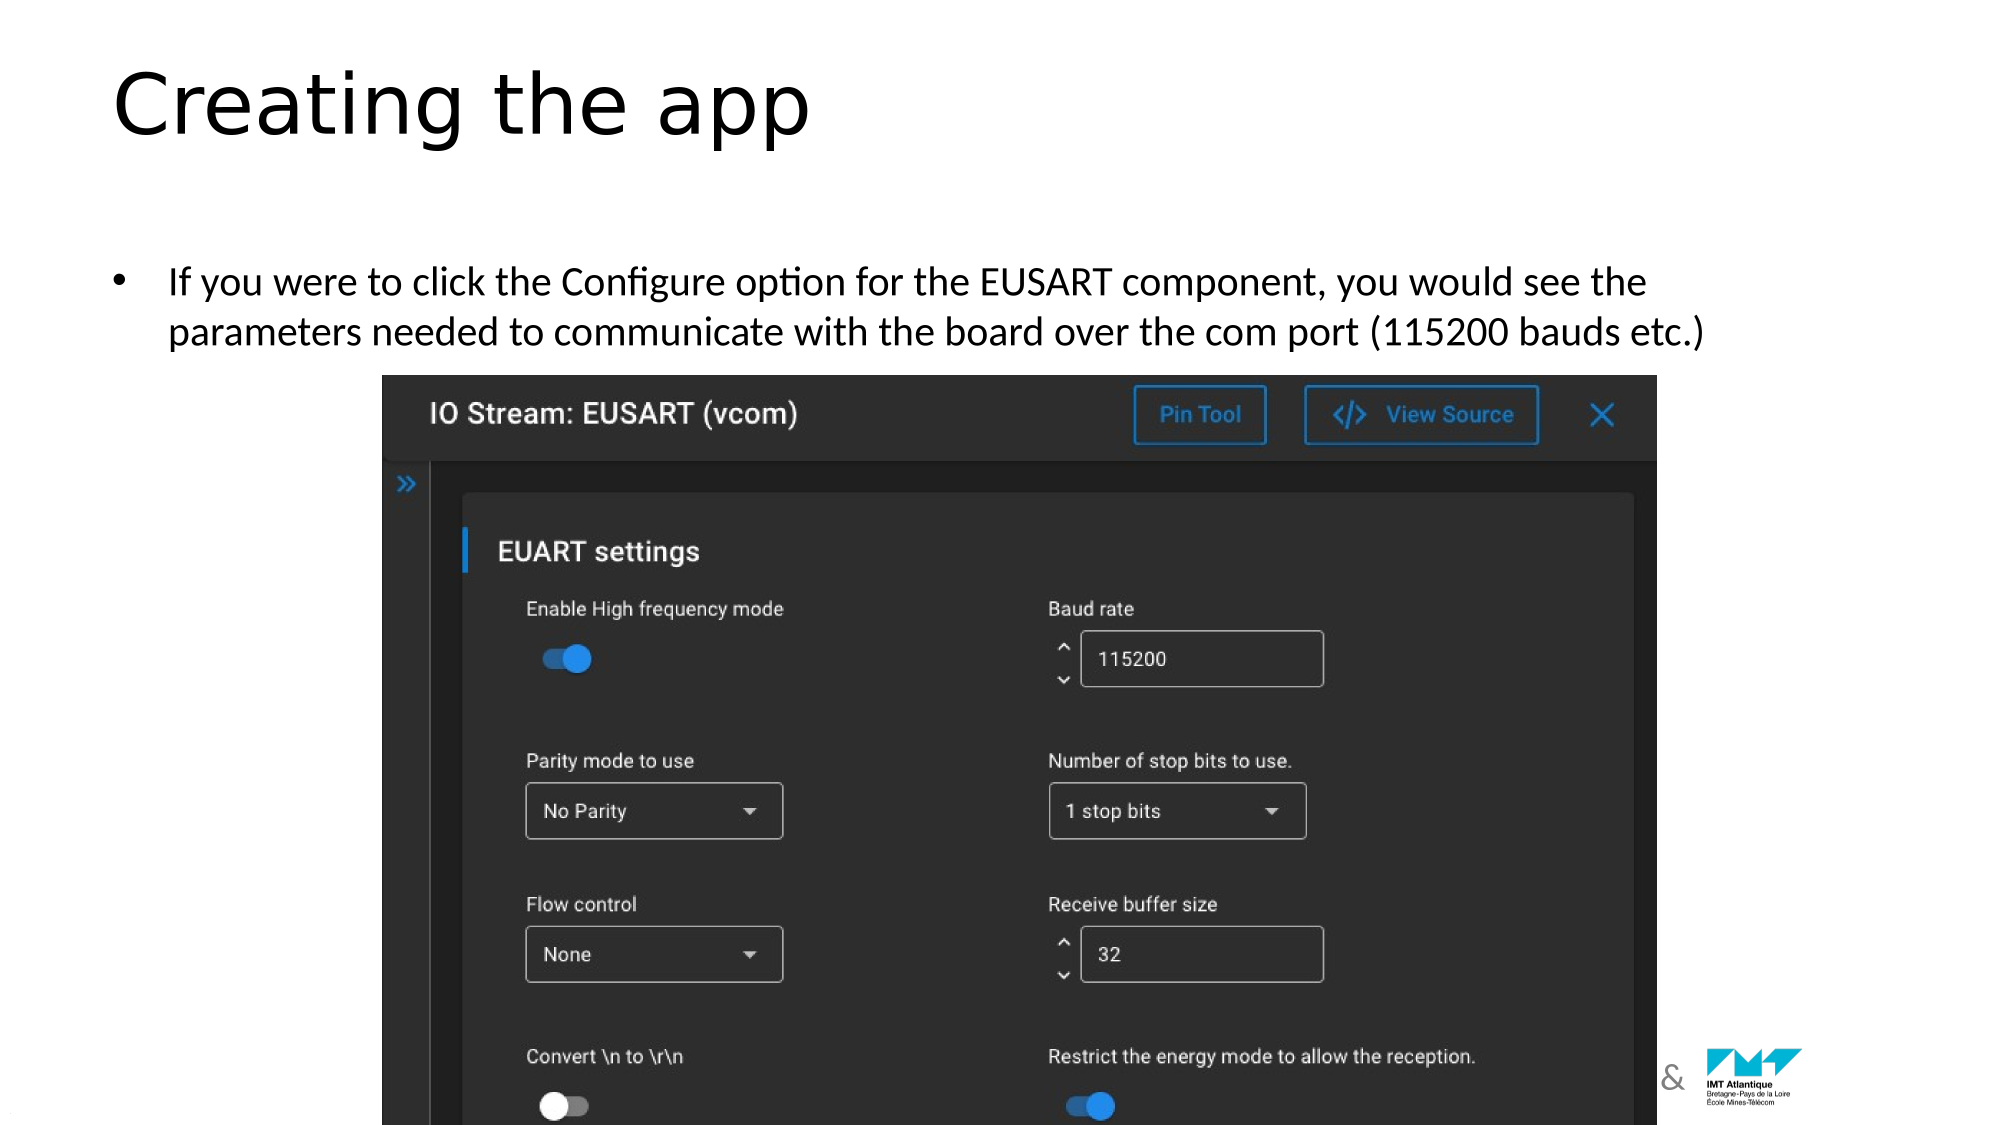 Creating the app
• If you were to click the Configure option for the EUSART component, you would see the
parameters needed to communicate with the board over the com port (115200 bauds etc.)
IO Stream: EUSART (vcom)
Pin Tool
</> View Source
EUART settings
Enable High frequency mode
Baud rate
115200
Parity mode to use
Number of stop bits to use.
No Parity
1 stop bits
Flow control
Receive buffer size
None
32
Convert \n to \r\n
Restrict the energy mode to allow the reception.
&
IMT Atlantique
Bretagne-Pays de la Loire
École Mines-Télécom